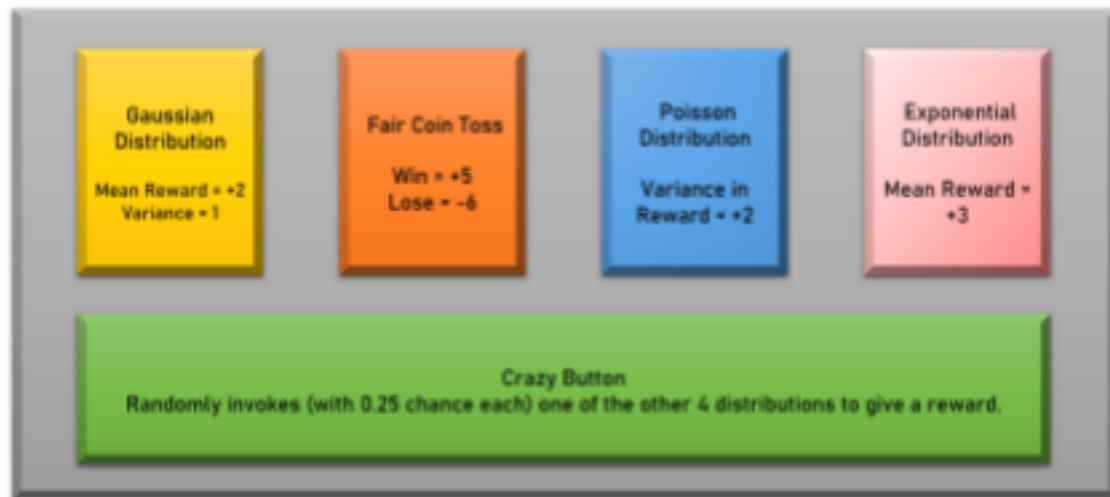 Gaussian
Distribution
Mean Reward = +2
Variance = 1
Fair Coin Toss
Win = +5
Lose = -6
Poisson
Distribution
Variance in
Reward = +2
Exponential
Distribution
Mean Reward =
+3
Crazy Button
Randomly invokes (with 0.25 chance each) one of the other 4 distributions to give a reward.